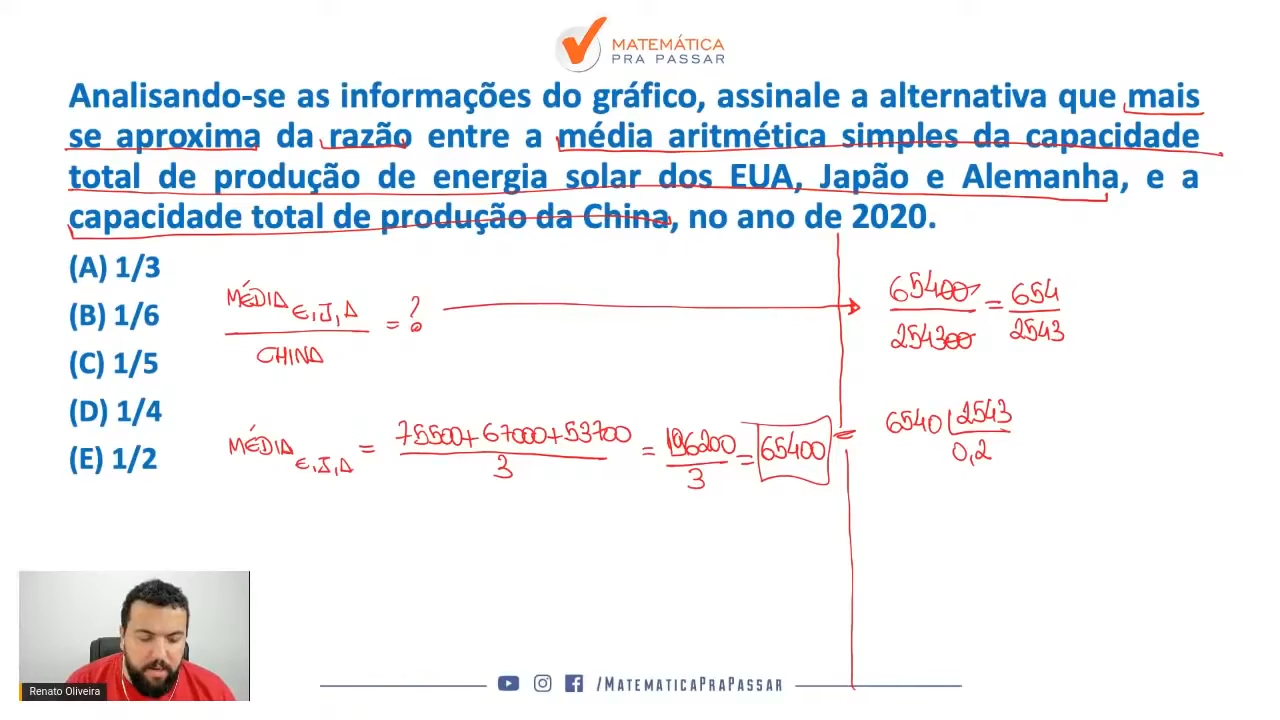 MATEMÁTICA
PRA PASSAR
Analisando-se as informações do gráfico, assinale a alternativa que mais
se aproxima da razão entre a média aritmética simples da capacidade
total de produção de energia solar dos EUA, Japão e Alemanha, e a
capacidade total de produção da China, no ano de 2020.
(A) 1/3
(B) 1/6
(C) 1/5
(D) 1/4
(E) 1/2
MÉDIA E,J,A / CHINA = ?
65400 / 254300 = 654 / 2543
MÉDIA E,J,A = 75500+67000+53700 / 3 = 196200 / 3 = 65400 =
6540 | 2543
0,2
Renato Oliveira
/MATEMATICAPRAPASSAR